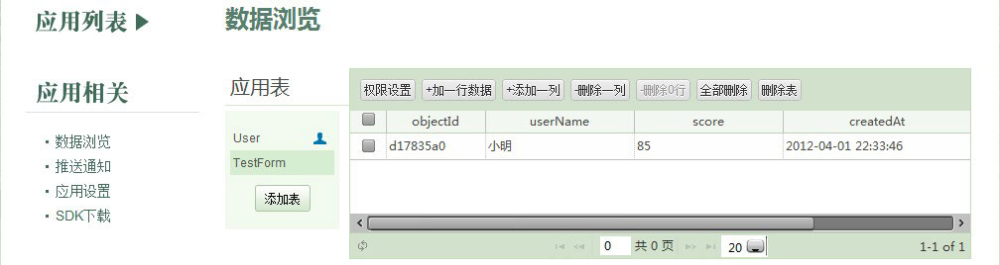 应用列表
数据浏览
应用相关
数据浏览
推送通知
应用设置
SDK下载
应用表
User
TestForm
添加表
权限设置 +加一行数据 +添加一列 -删除一列 -删除0行 全部删除 删除表
objectId userName score createdAt
d17835a0 小明 85 2012-04-01 22:33:46
0 共 0 页 20 1-1 of 1